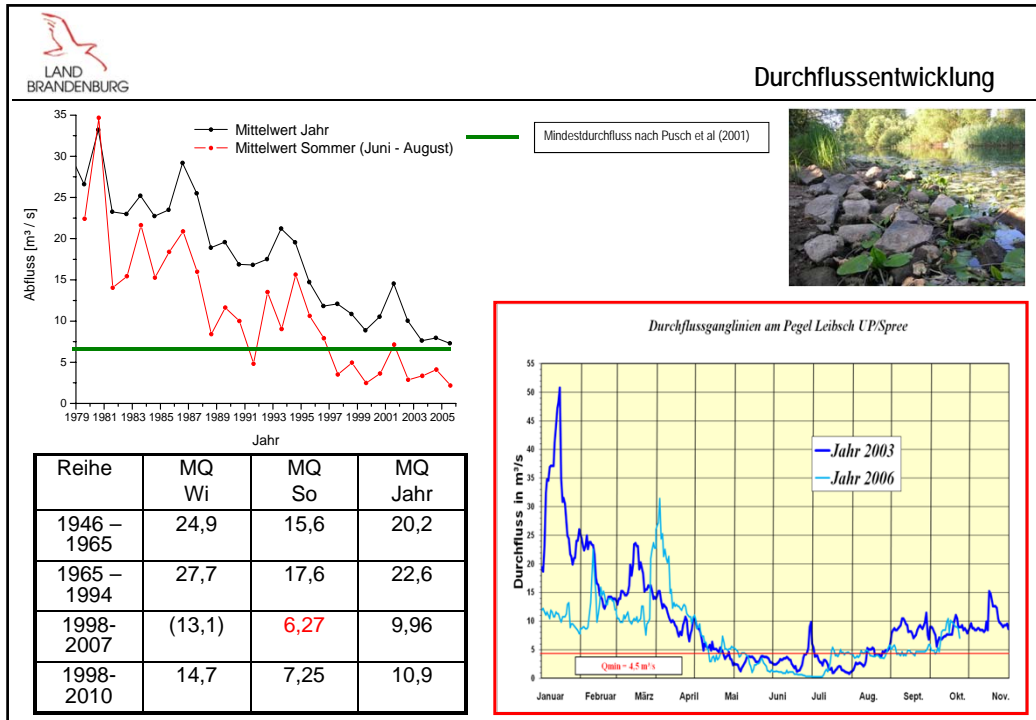 LAND
BRANDENBURG
Durchflussentwicklung
35
30
25
20
15
10
5
0
Abfluss [m³ / s]
Mittelwert Jahr
Mittelwert Sommer (Juni - August)
1979 1981 1983 1985 1987 1989 1991 1993 1995 1997 1999 2001 2003 2005
Jahr
Mindestdurchfluss nach Pusch et al (2001)
Reihe MQ Wi MQ So MQ Jahr
1946 – 1965 24,9 15,6 20,2
1965 – 1994 27,7 17,6 22,6
1998-2007 (13,1) 6,27 9,96
1998-2010 14,7 7,25 10,9
Durchflussganglinien am Pegel Leibsch UP/Spree
55
50
45
40
35
30
25
20
15
10
5
0
Durchfluss in m³/s
Jahr 2003
Jahr 2006
Qmin = 4,5 m³/s
Januar Februar März April Mai Juni Juli Aug. Sept. Okt. Nov.